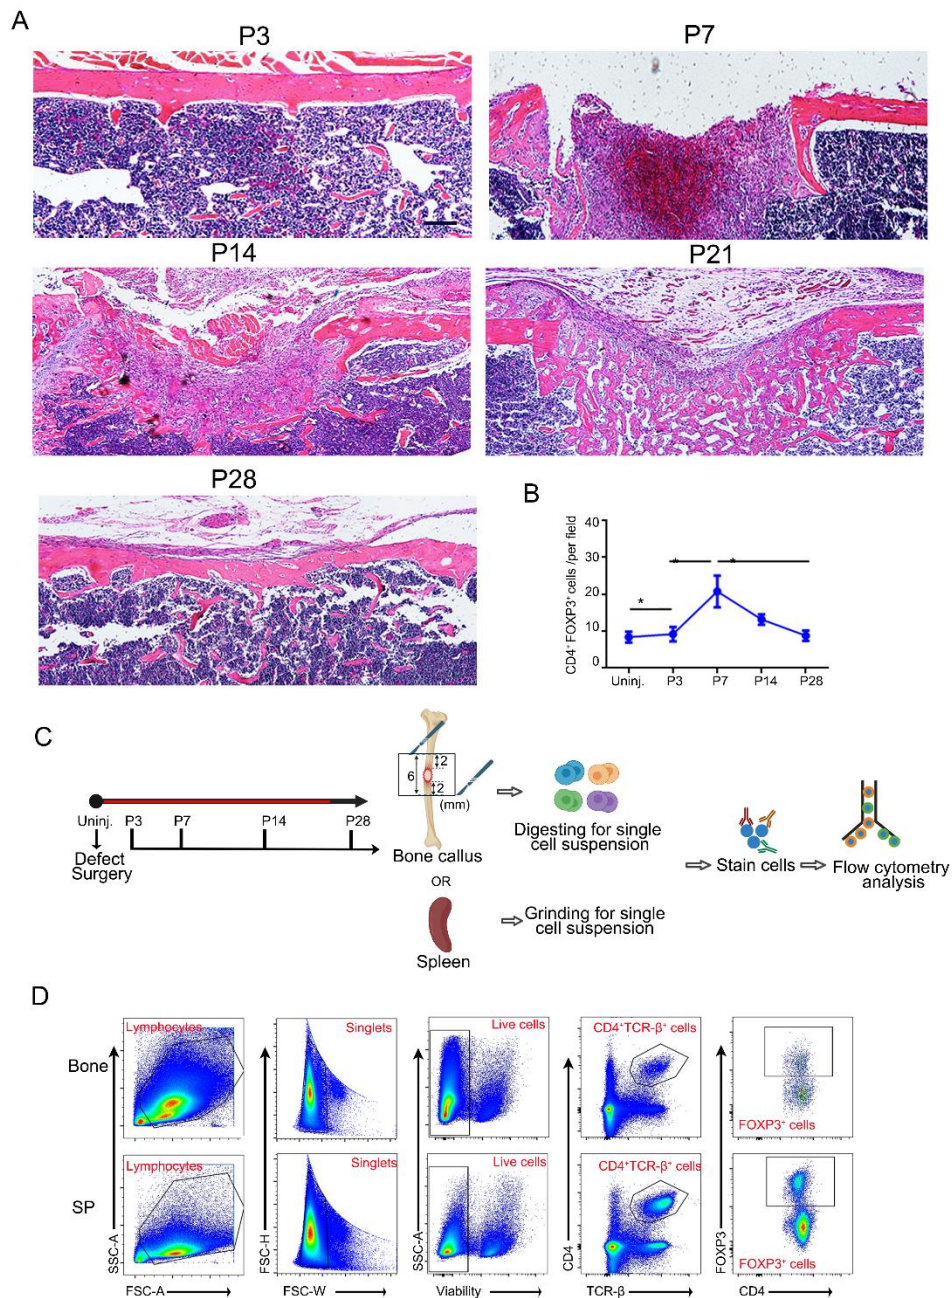 A
P3
P7
P14
P21
P28
B
CD4⁺FOXP3⁺ cells /per field
40
30
20
10
0
*
*
*
Uninj.
P3
P7
P14
P28
C
Uninj.
P3
P7
P14
P28
Defect
Surgery
6
2
2
(mm)
Bone callus
OR
Spleen
Digesting for single
cell suspension
Grinding for single
cell suspension
Stain cells
Flow cytometry
analysis
D
Bone
Lymphocytes
Singlets
Live cells
CD4⁺TCR-β⁺ cells
FOXP3⁺ cells
SP
Lymphocytes
Singlets
Live cells
CD4⁺TCR-β⁺ cells
FOXP3⁺ cells
SSC-A
FSC-A
FSC-H
FSC-W
SSC-A
Viability
CD4
TCR-β
FOXP3
CD4